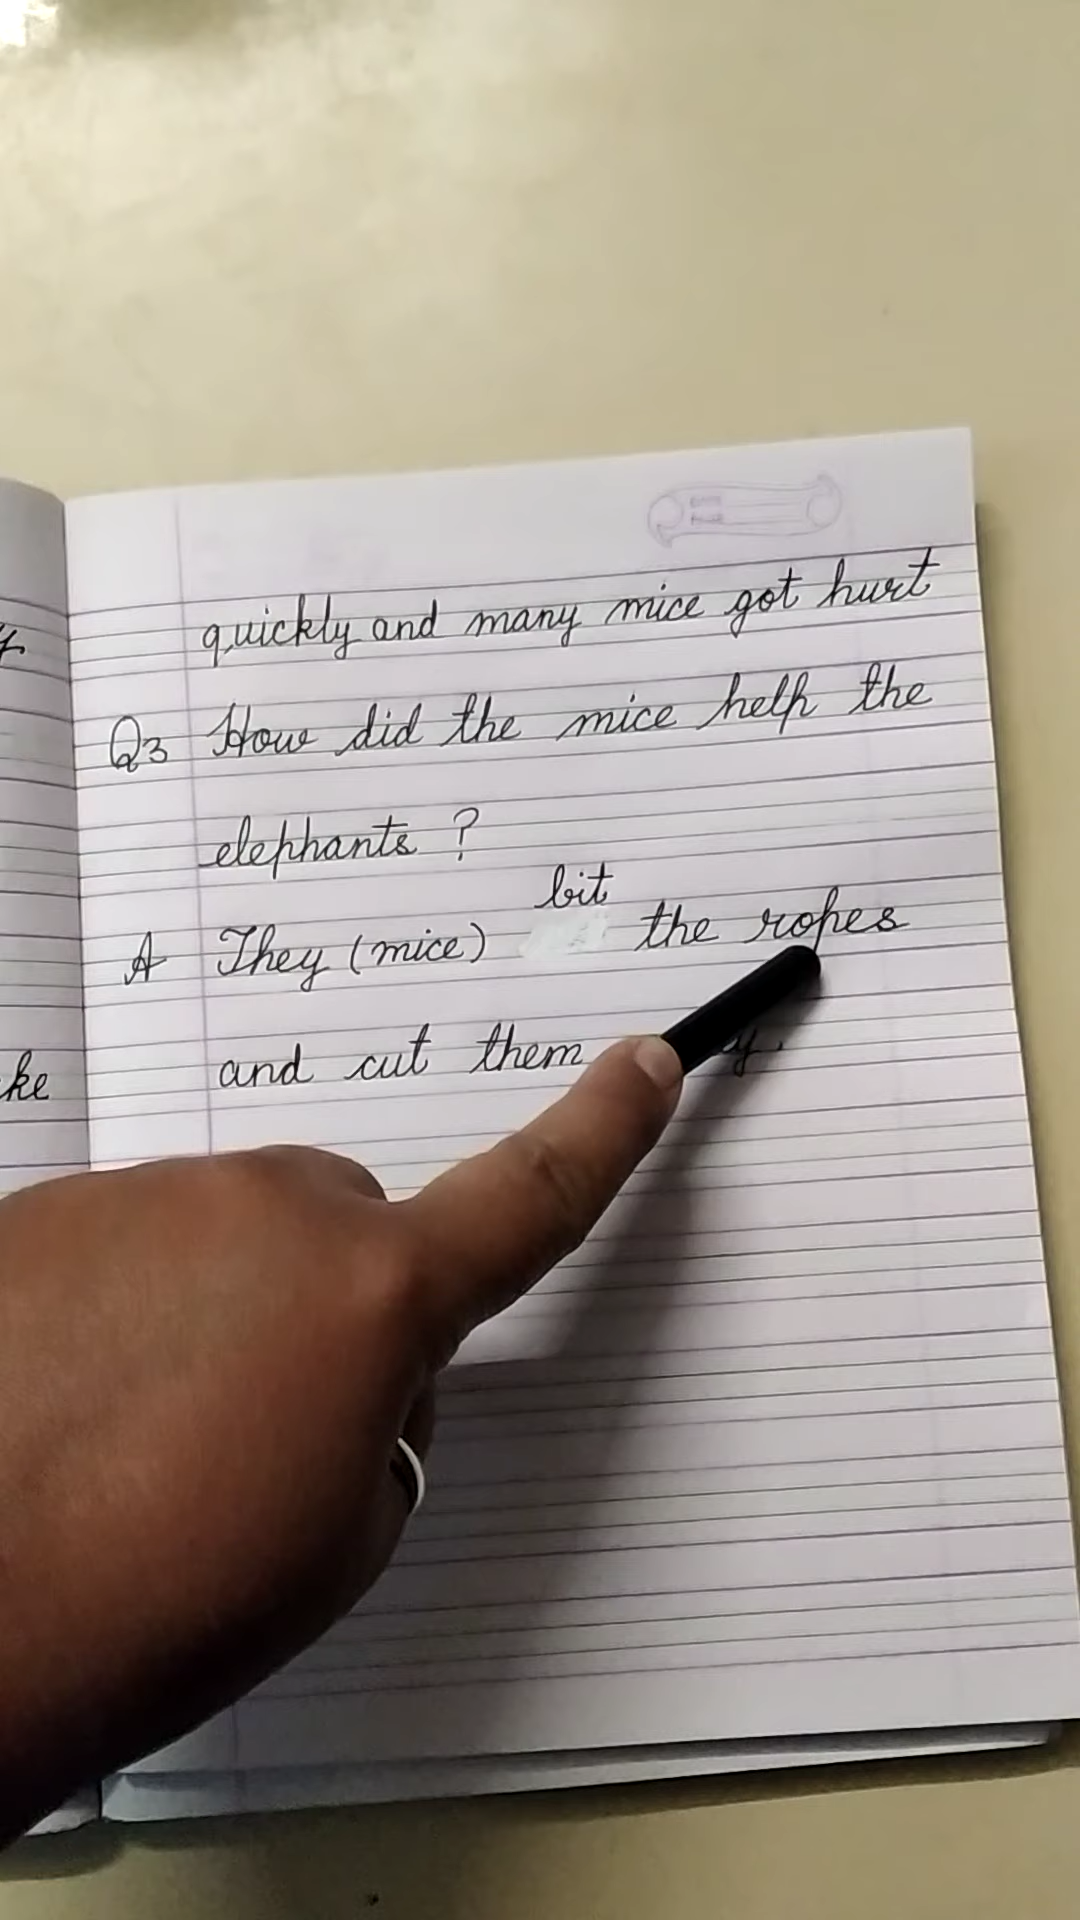 quickly and many mice got hurt
Q3 How did the mice help the
elephants ?
bit
A They (mice) the ropes
and cut them
ke